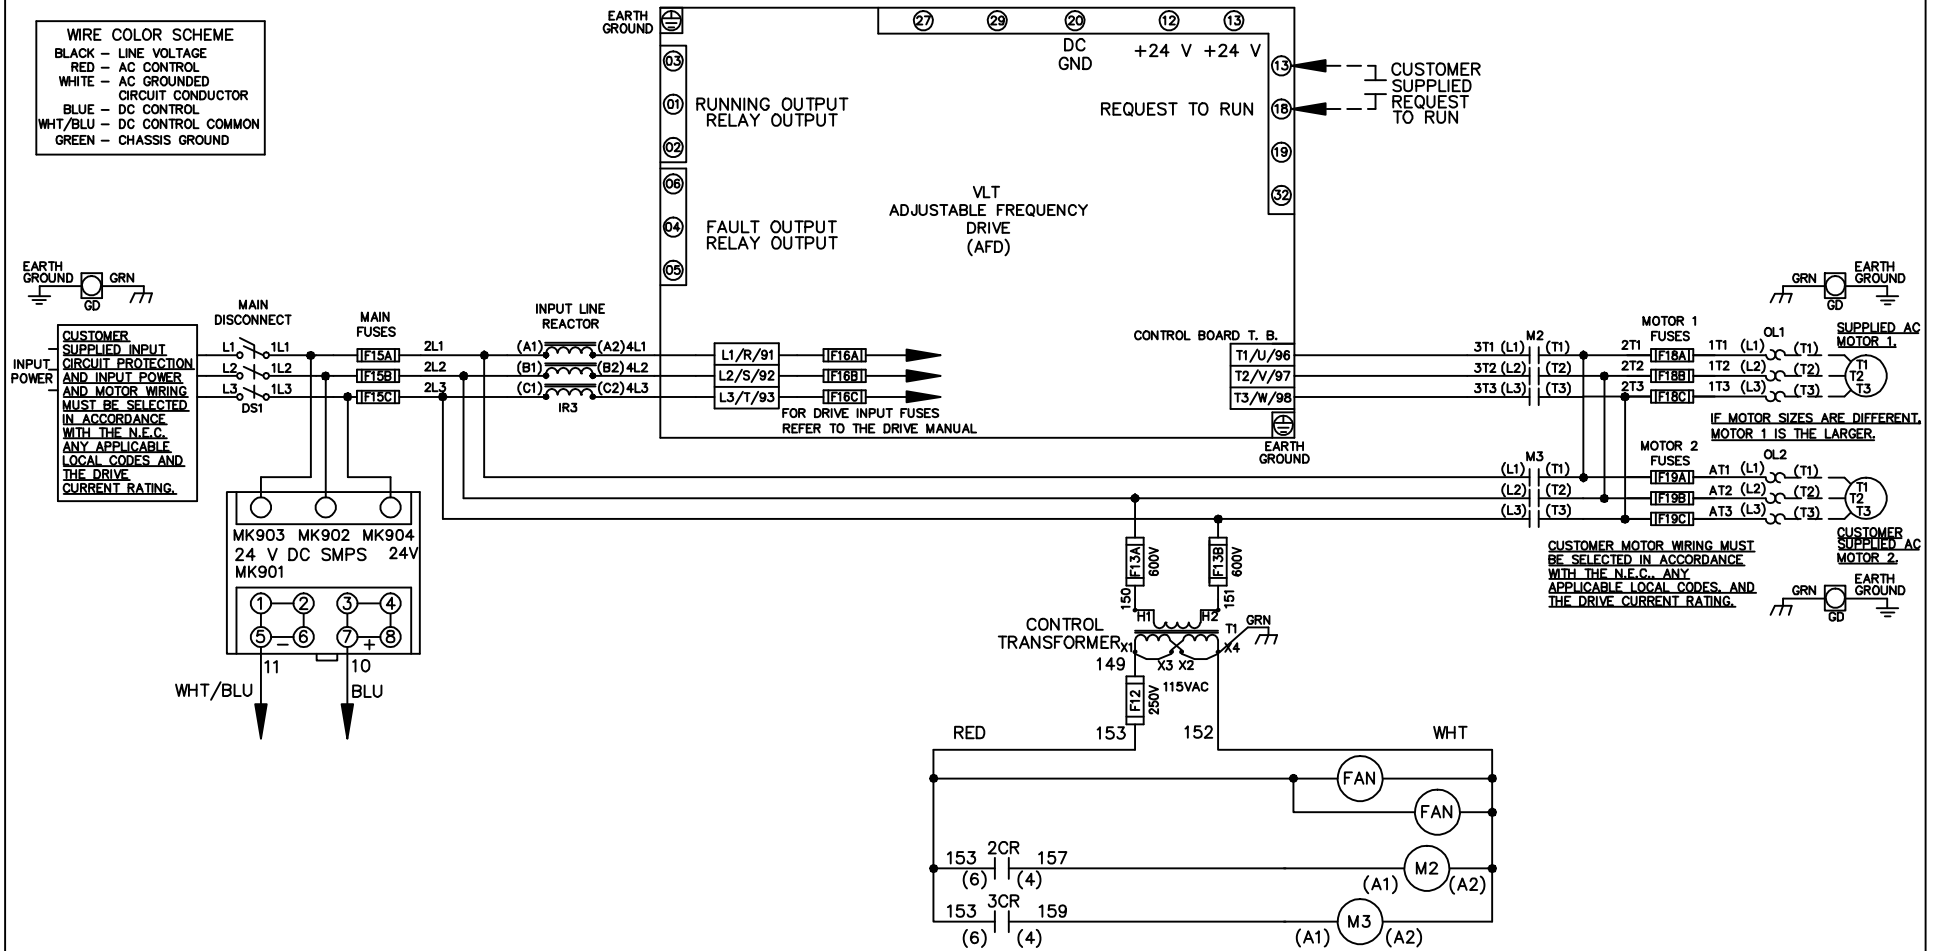 WIRE COLOR SCHEME
BLACK – LINE VOLTAGE
RED – AC CONTROL
WHITE – AC GROUNDED
CIRCUIT CONDUCTOR
BLUE – DC CONTROL
WHT/BLU – DC CONTROL COMMON
GREEN – CHASSIS GROUND
EARTH
GROUND
27
29
20
12
13
DC
GND
+24 V
+24 V
03
01
02
RUNNING OUTPUT
RELAY OUTPUT
06
04
05
FAULT OUTPUT
RELAY OUTPUT
VLT
ADJUSTABLE FREQUENCY
DRIVE
(AFD)
REQUEST TO RUN
13
18
19
32
CUSTOMER
SUPPLIED
REQUEST
TO RUN
EARTH
GROUND
GRN
GD
INPUT
POWER
CUSTOMER
SUPPLIED INPUT
CIRCUIT PROTECTION
AND INPUT POWER
AND MOTOR WIRING
MUST BE SELECTED
IN ACCORDANCE
WITH THE N.E.C.
ANY APPLICABLE
LOCAL CODES AND
THE DRIVE
CURRENT RATING.
MAIN
DISCONNECT
L1 1L1
L2 1L2
L3 1L3
DS1
MAIN
FUSES
F15A
F15B
F15C
2L1
2L2
2L3
INPUT LINE
REACTOR
(A1) (A2) 4L1
(B1) (B2) 4L2
(C1) (C2) 4L3
IR3
L1/R/91
L2/S/92
L3/T/93
F16A
F16B
F16C
FOR DRIVE INPUT FUSES
REFER TO THE DRIVE MANUAL
CONTROL BOARD T. B.
T1/U/96
T2/V/97
T3/W/98
EARTH
GROUND
M2
3T1 (L1) (T1)
3T2 (L2) (T2)
3T3 (L3) (T3)
MOTOR 1
FUSES
2T1 F18A 1T1 (L1) (T1)
2T2 F18B 1T2 (L2) (T2)
2T3 F18C 1T3 (L3) (T3)
OL1
T1
T2
T3
GRN
GD
EARTH
GROUND
SUPPLIED AC
MOTOR 1.
IF MOTOR SIZES ARE DIFFERENT,
MOTOR 1 IS THE LARGER.
M3
(L1) (T1)
(L2) (T2)
(L3) (T3)
MOTOR 2
FUSES
F19A AT1 (L1) (T1)
F19B AT2 (L2) (T2)
F19C AT3 (L3) (T3)
OL2
T1
T2
T3
CUSTOMER
SUPPLIED AC
MOTOR 2.
CUSTOMER MOTOR WIRING MUST
BE SELECTED IN ACCORDANCE
WITH THE N.E.C., ANY
APPLICABLE LOCAL CODES, AND
THE DRIVE CURRENT RATING.
GRN
GD
EARTH
GROUND
MK903 MK902 MK904
24 V DC SMPS 24V
MK901
1 2 3 4
5 – 6 7 + 8
11
10
WHT/BLU
BLU
F13A
600V
F13B
600V
150
151
H1
H2
CONTROL
TRANSFORMER
T1
GRN
X1
X3 X2
X4
149
115VAC
F12
250V
153
152
RED
WHT
FAN
FAN
153 2CR 157
(6) (4)
M2
(A1) (A2)
153 3CR 159
(6) (4)
M3
(A1) (A2)